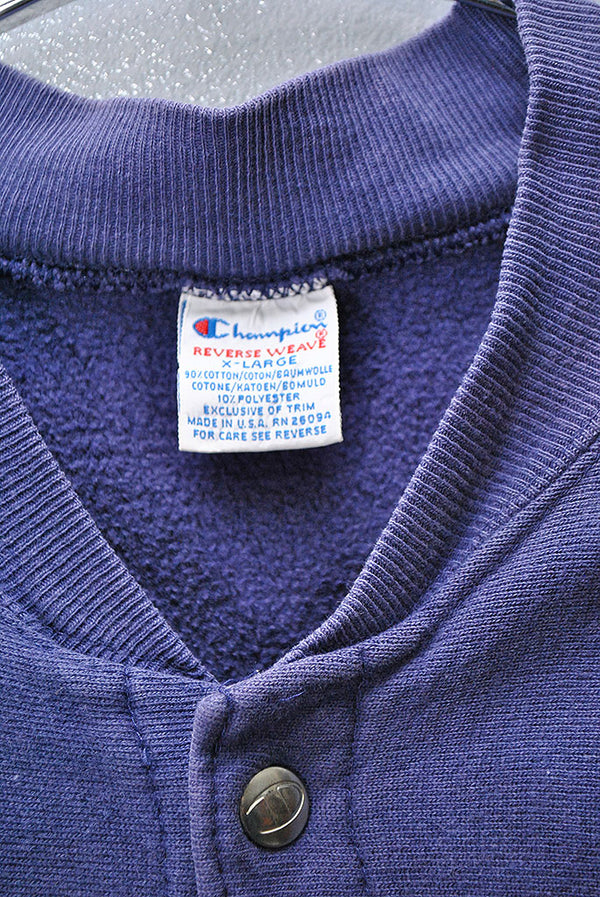 Champion®
REVERSE WEAVE®
X-LARGE
90% COTTON/COTON/BAUMWOLLE
COTONE/KATOEN/BOMULD
10% POLYESTER
EXCLUSIVE OF TRIM
MADE IN U.S.A. RN 26094
FOR CARE SEE REVERSE